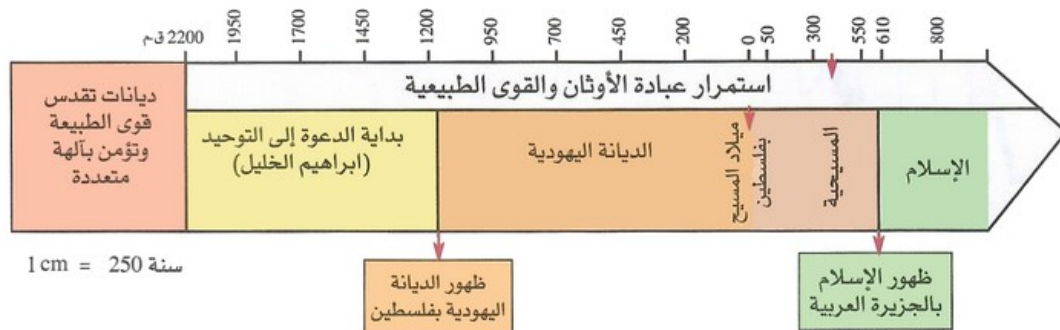 2200 ق.م
1950
1700
1450
1200
950
700
450
200
0
50
300
550
610
800
استمرار عبادة الأوثان والقوى الطبيعية
ديانات تقدس
قوى الطبيعة
وتؤمن بآلهة
متعددة
بداية الدعوة إلى التوحيد
(ابراهيم الخليل)
الديانة اليهودية
ميلاد المسيح
بفلسطين
المسيحية
الإسلام
1 cm = 250 سنة
ظهور الديانة
اليهودية بفلسطين
ظهور الإسلام
بالجزيرة العربية